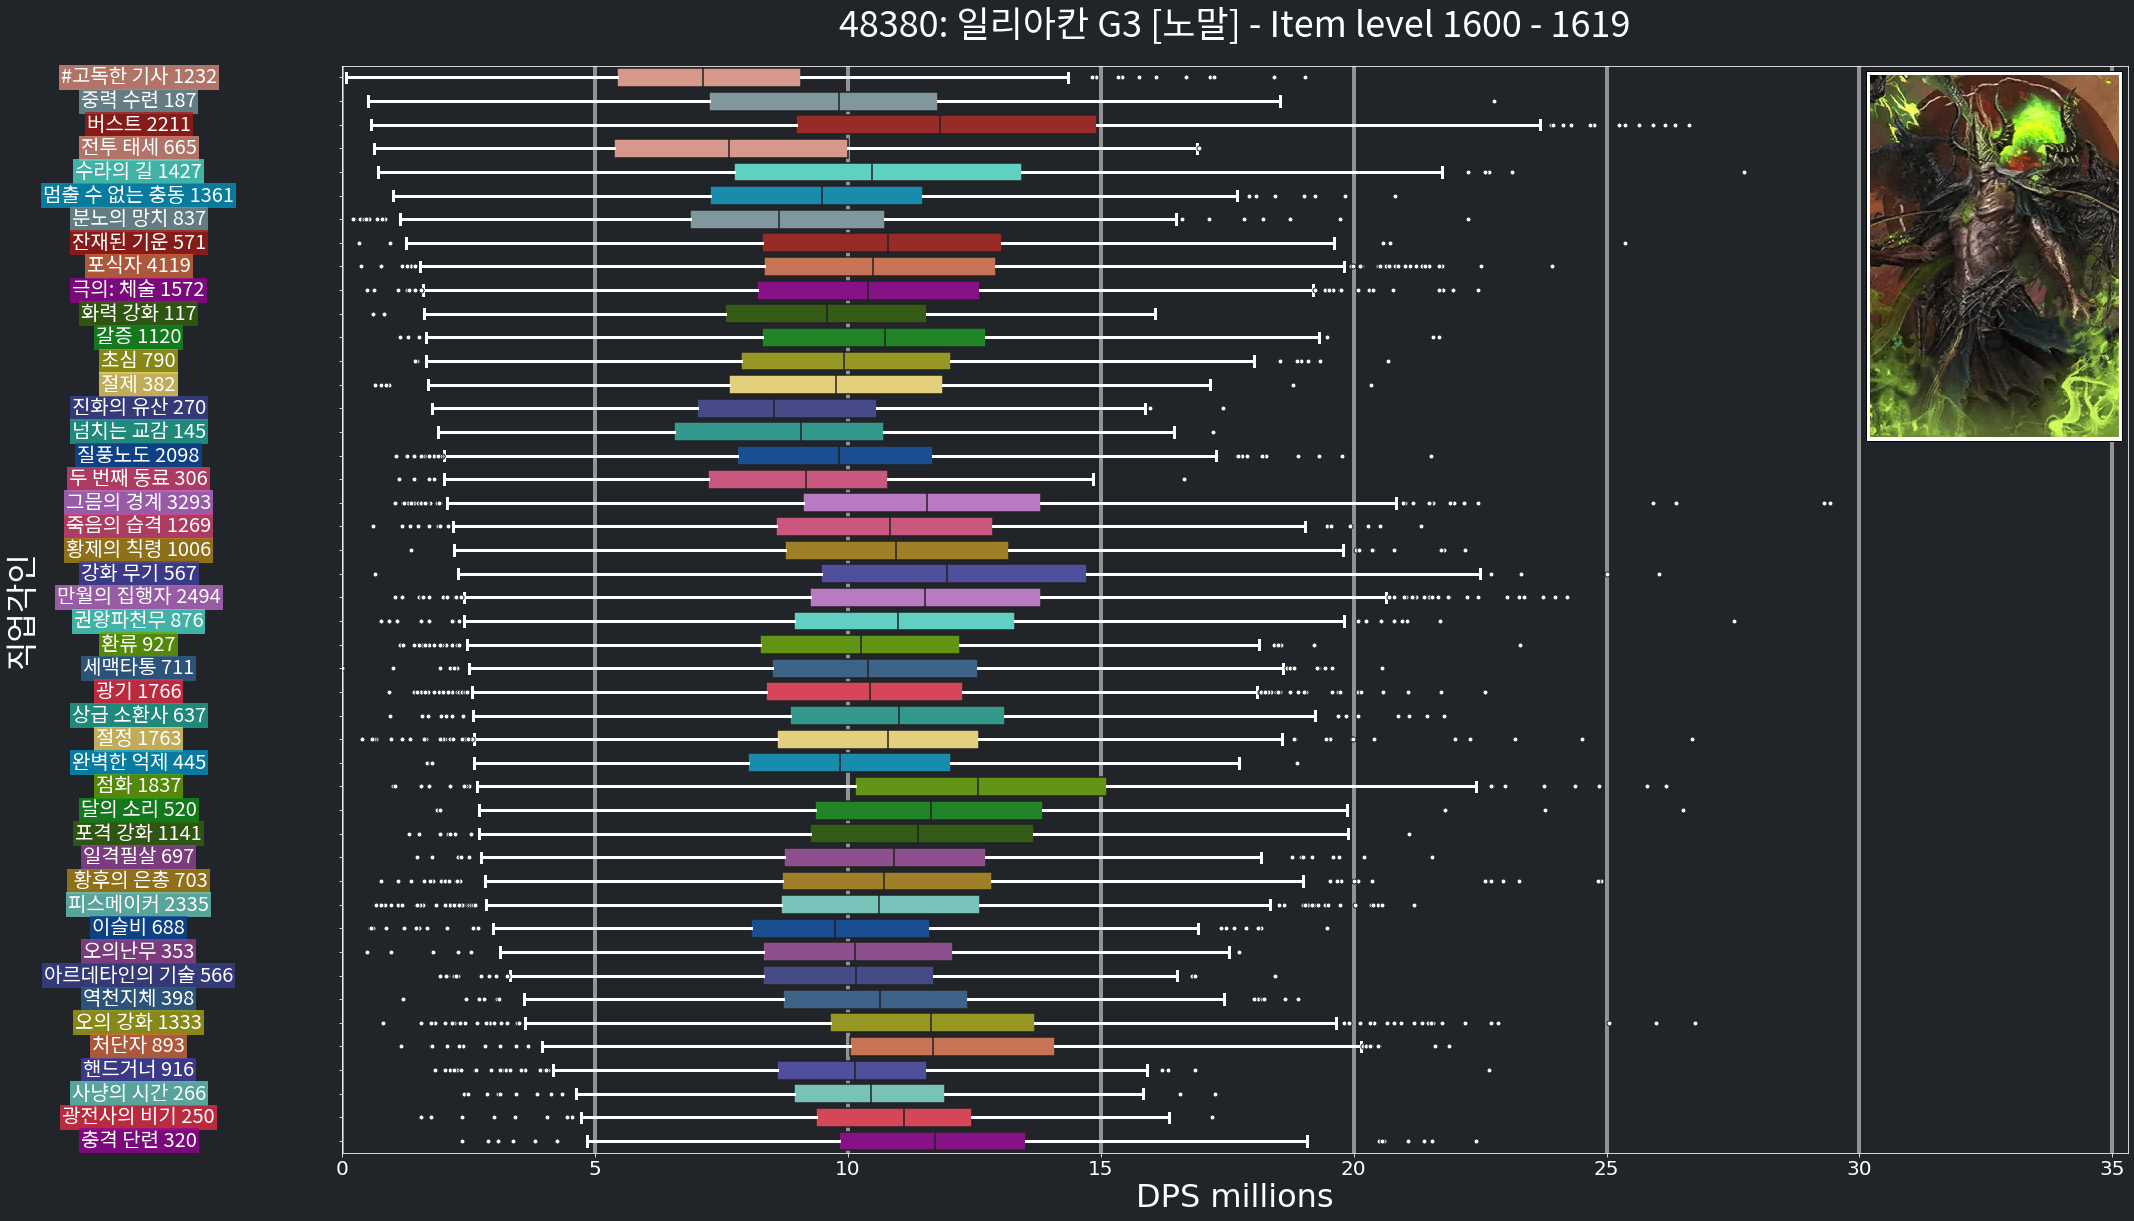 48380: 일리아칸 G3 [노말] - Item level 1600 - 1619
#고독한 기사 1232
중력 수련 187
버스트 2211
전투 태세 665
수라의 길 1427
멈출 수 없는 충동 1361
분노의 망치 837
잔재된 기운 571
포식자 4119
극의: 체술 1572
화력 강화 117
갈증 1120
초심 790
절제 382
진화의 유산 270
넘치는 교감 145
질풍노도 2098
두 번째 동료 306
그믐의 경계 3293
죽음의 습격 1269
황제의 칙령 1006
강화 무기 567
만월의 집행자 2494
권왕파천무 876
환류 927
세맥타통 711
광기 1766
상급 소환사 637
절정 1763
완벽한 억제 445
점화 1837
달의 소리 520
포격 강화 1141
일격필살 697
황후의 은총 703
피스메이커 2335
이슬비 688
오의난무 353
아르데타인의 기술 566
역천지체 398
오의 강화 1333
처단자 893
핸드거너 916
사냥의 시간 266
광전사의 비기 250
충격 단련 320
직업각인
0 5 10 15 20 25 30 35
DPS millions